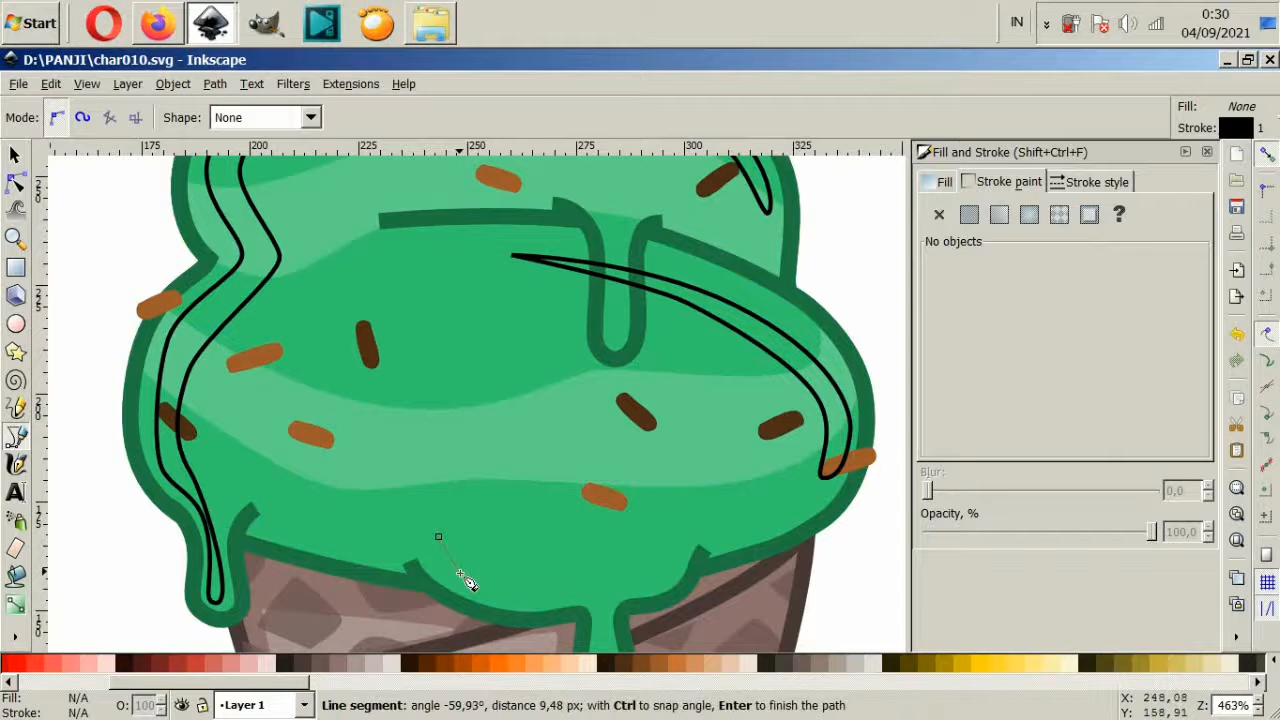 Start
IN
0:30
04/09/2021
D:\PANJI\char010.svg - Inkscape
File Edit View Layer Object Path Text Filters Extensions Help
Mode:
Shape: None
Fill: None
Stroke: 1
175 200 225 250 275 300 325
Fill and Stroke (Shift+Ctrl+F)
Fill Stroke paint Stroke style
?
No objects
Blur:
0,0
Opacity, %
100,0
Fill: N/A
Stroke: N/A
O: 100
Layer 1
Line segment: angle -59,93°, distance 9,48 px; with Ctrl to snap angle, Enter to finish the path
X: 248,08
Y: 158,91
Z: 463%